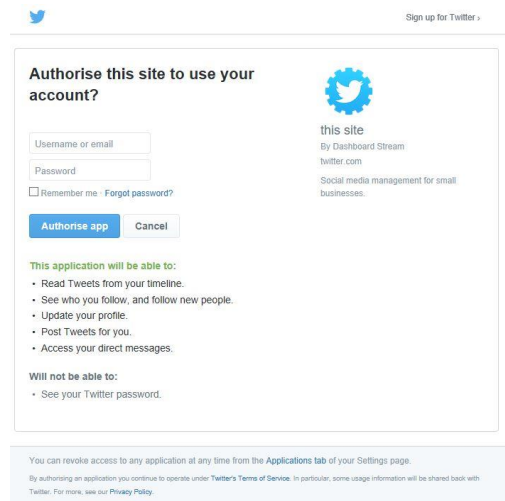 Sign up for Twitter ›
Authorise this site to use your
account?
Username or email
Password
Remember me · Forgot password?
Authorise app
Cancel
this site
By Dashboard Stream
twitter.com
Social media management for small
businesses.
This application will be able to:
• Read Tweets from your timeline.
• See who you follow, and follow new people.
• Update your profile.
• Post Tweets for you.
• Access your direct messages.
Will not be able to:
• See your Twitter password.
You can revoke access to any application at any time from the Applications tab of your Settings page.
By authorising an application you continue to operate under Twitter's Terms of Service. In particular, some usage information will be shared back with
Twitter. For more, see our Privacy Policy.